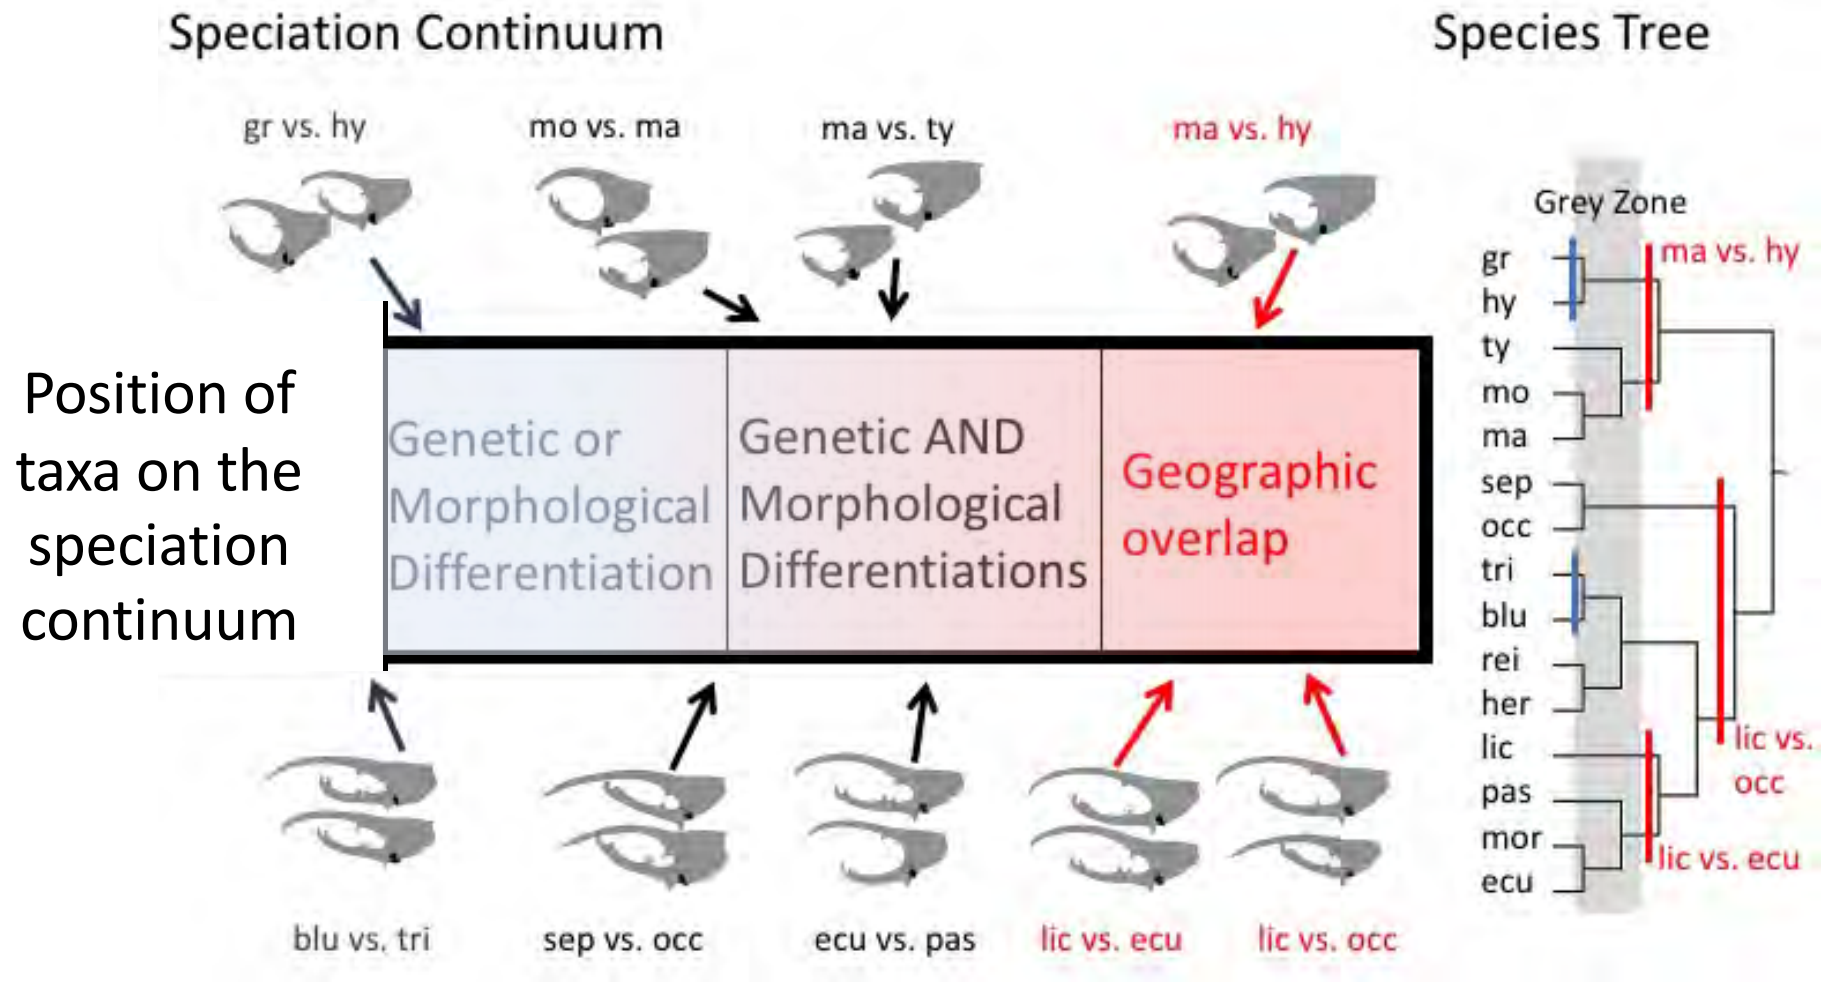 Speciation Continuum
Species Tree
gr vs. hy
mo vs. ma
ma vs. ty
ma vs. hy
Position of
taxa on the
speciation
continuum
Genetic or
Morphological
Differentiation
Genetic AND
Morphological
Differentiations
Geographic
overlap
blu vs. tri
sep vs. occ
ecu vs. pas
lic vs. ecu
lic vs. occ
Grey Zone
gr
hy
ty
mo
ma
sep
occ
tri
blu
rei
her
lic
pas
mor
ecu
ma vs. hy
lic vs.
occ
lic vs. ecu